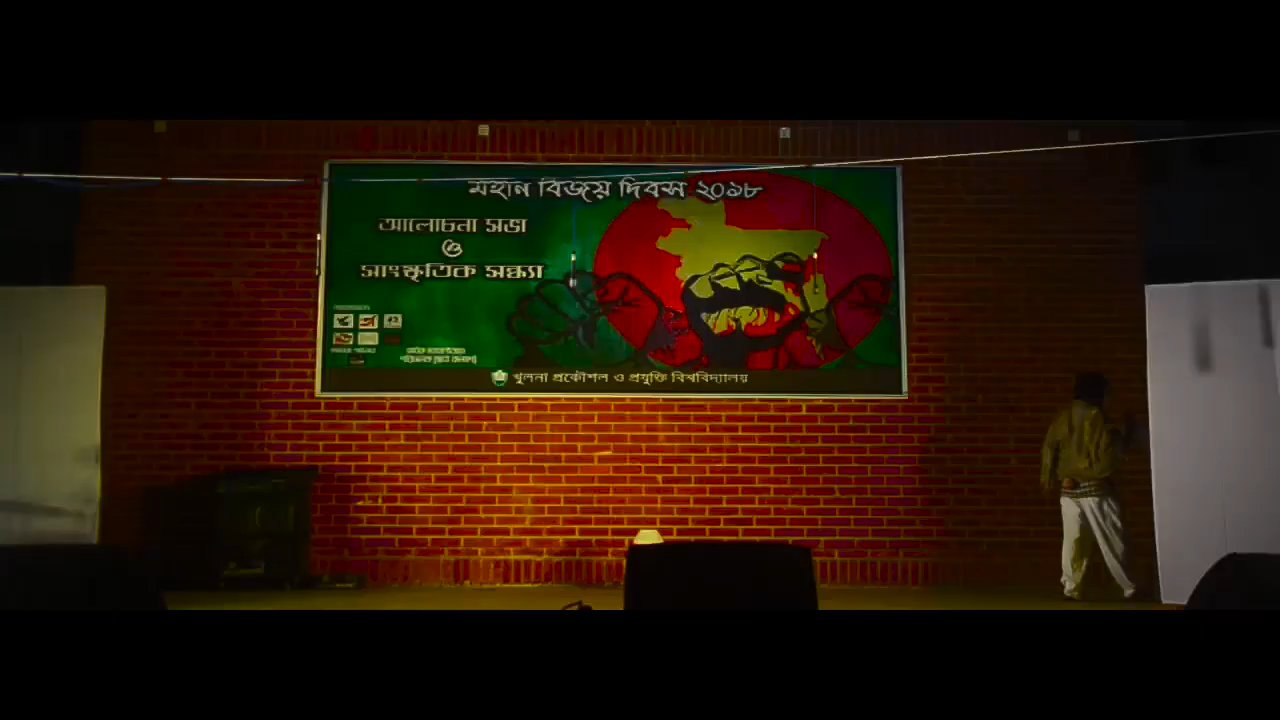 মহান বিজয় দিবস ২০১৮
আলোচনা সভা
ও
সাংস্কৃতিক সন্ধ্যা
খুলনা প্রকৌশল ও প্রযুক্তি বিশ্ববিদ্যালয়